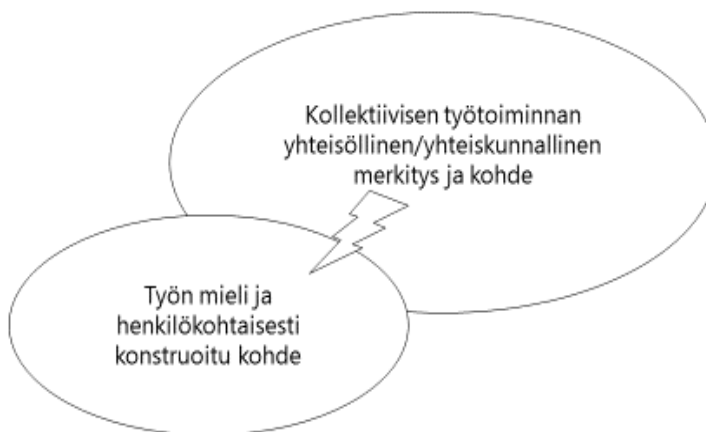 Kollektiivisen työtoiminnan
yhteisöllinen/yhteiskunnallinen
merkitys ja kohde
Työn mieli ja
henkilökohtaisesti
konstruoitu kohde